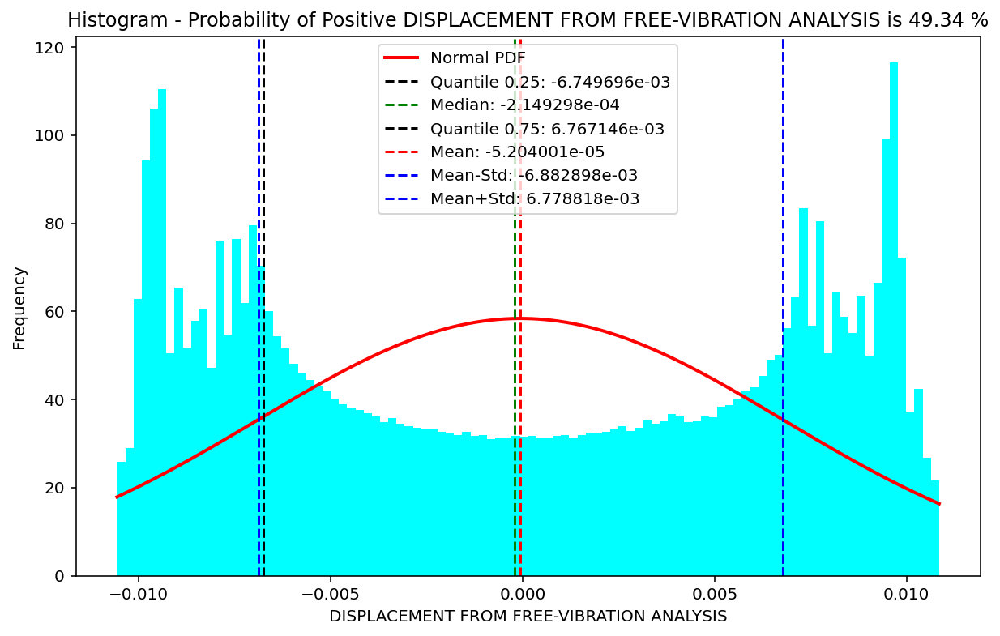 Histogram - Probability of Positive DISPLACEMENT FROM FREE-VIBRATION ANALYSIS is 49.34 %
Normal PDF
Quantile 0.25: -6.749696e-03
Median: -2.149298e-04
Quantile 0.75: 6.767146e-03
Mean: -5.204001e-05
Mean-Std: -6.882898e-03
Mean+Std: 6.778818e-03
Frequency
120
100
80
60
40
20
0
−0.010 −0.005 0.000 0.005 0.010
DISPLACEMENT FROM FREE-VIBRATION ANALYSIS